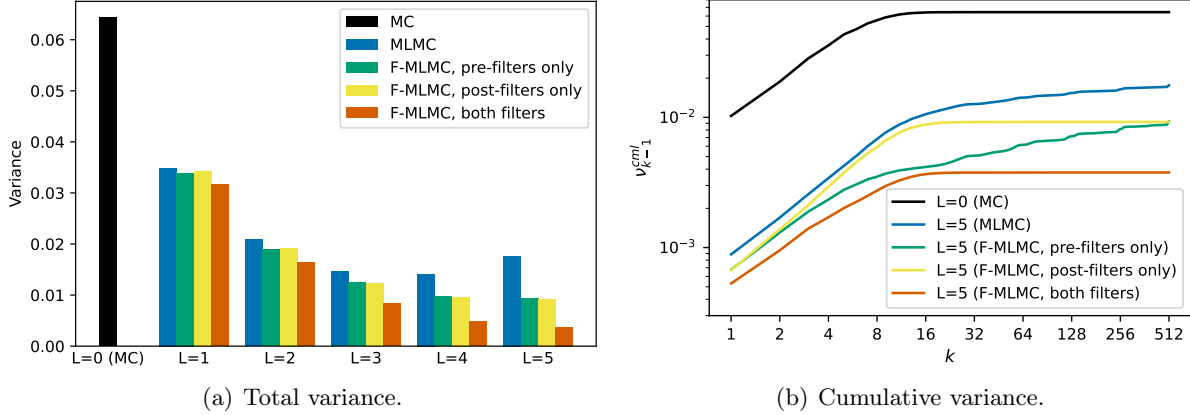 0.06
0.05
0.04
0.03
0.02
0.01
0.00
Variance
MC
MLMC
F-MLMC, pre-filters only
F-MLMC, post-filters only
F-MLMC, both filters
L=0 (MC) L=1 L=2 L=3 L=4 L=5
(a) Total variance.
10⁻²
10⁻³
ν_{k−1}^{cml}
L=0 (MC)
L=5 (MLMC)
L=5 (F-MLMC, pre-filters only)
L=5 (F-MLMC, post-filters only)
L=5 (F-MLMC, both filters)
1 2 4 8 16 32 64 128 256 512
k
(b) Cumulative variance.